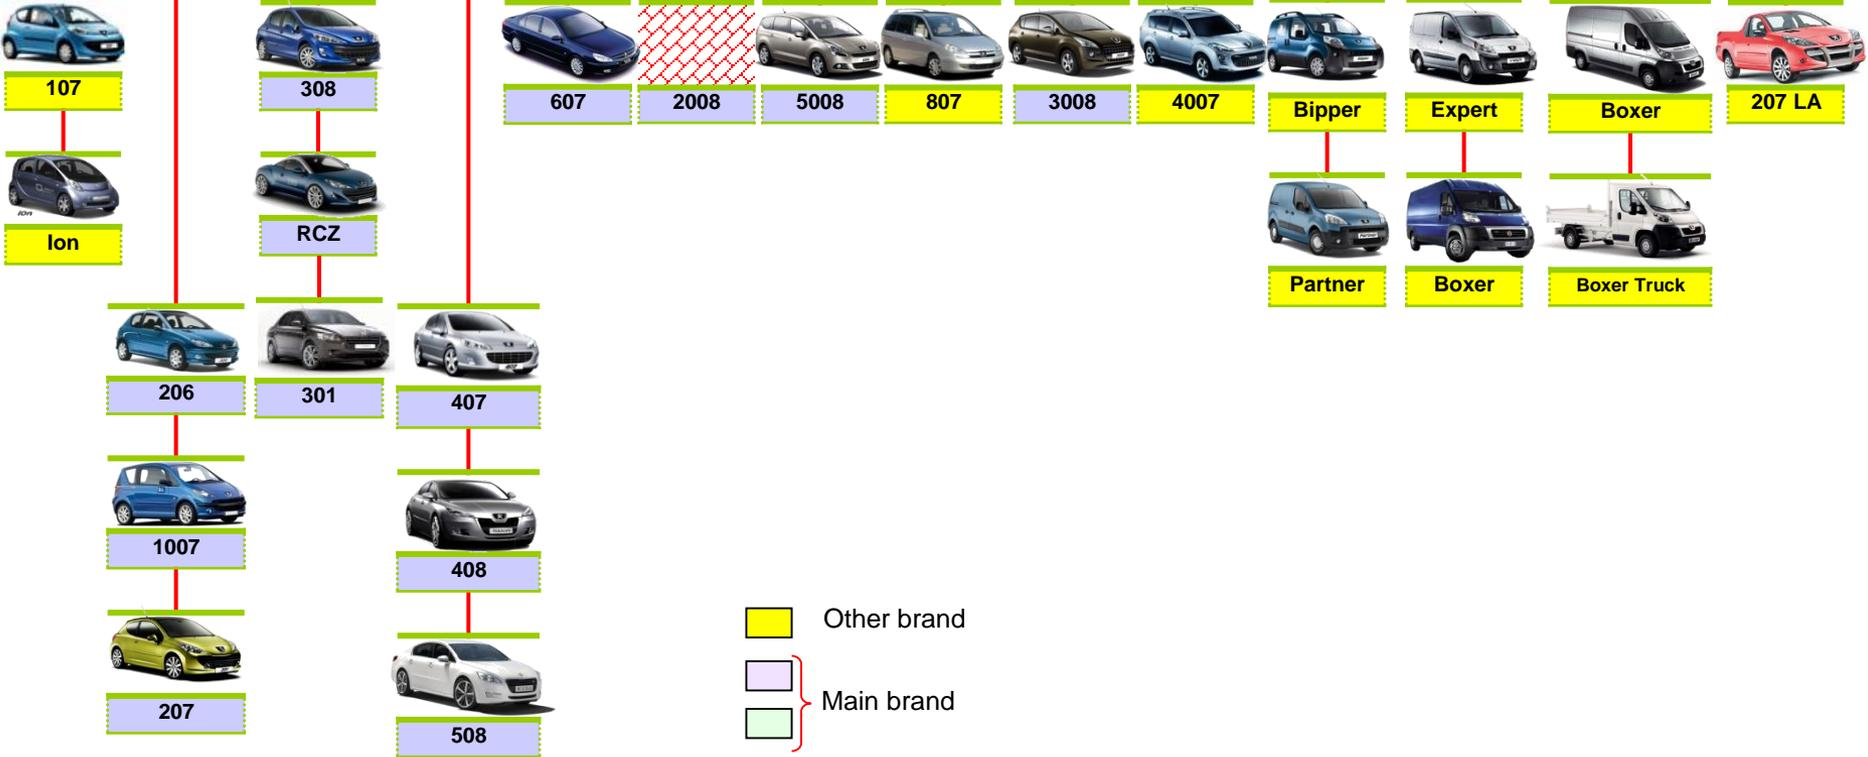 107
308
607
2008
5008
807
3008
4007
Bipper
Expert
Boxer
207 LA
Ion
RCZ
Partner
Boxer
Boxer Truck
206
301
407
1007
408
207
508
Other brand
Main brand